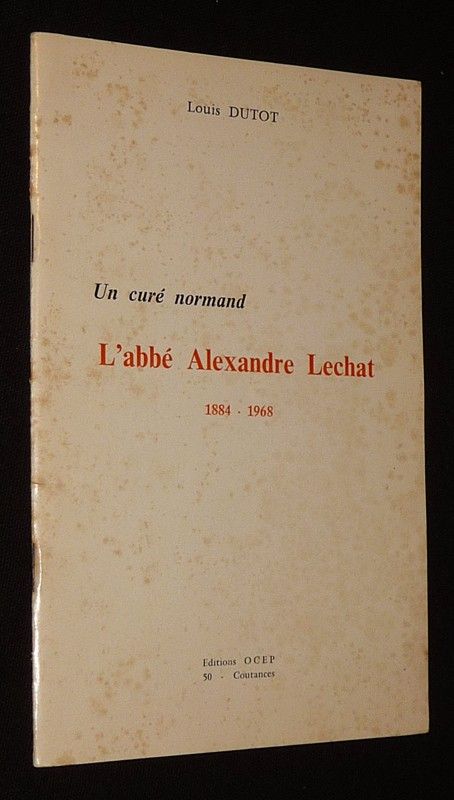 Louis DUTOT
Un curé normand
L'abbé Alexandre Lechat
1884 - 1968
Editions OCEP
50 - Coutances